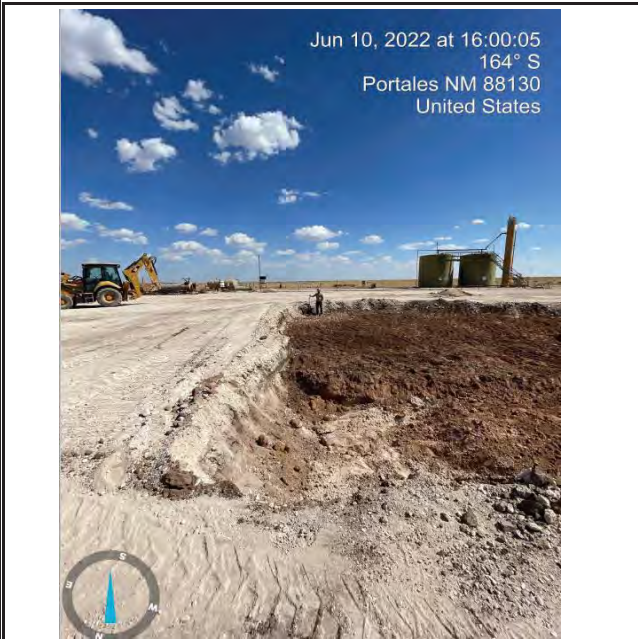 Jun 10, 2022 at 16:00:05
164° S
Portales NM 88130
United States
S
E
W
N